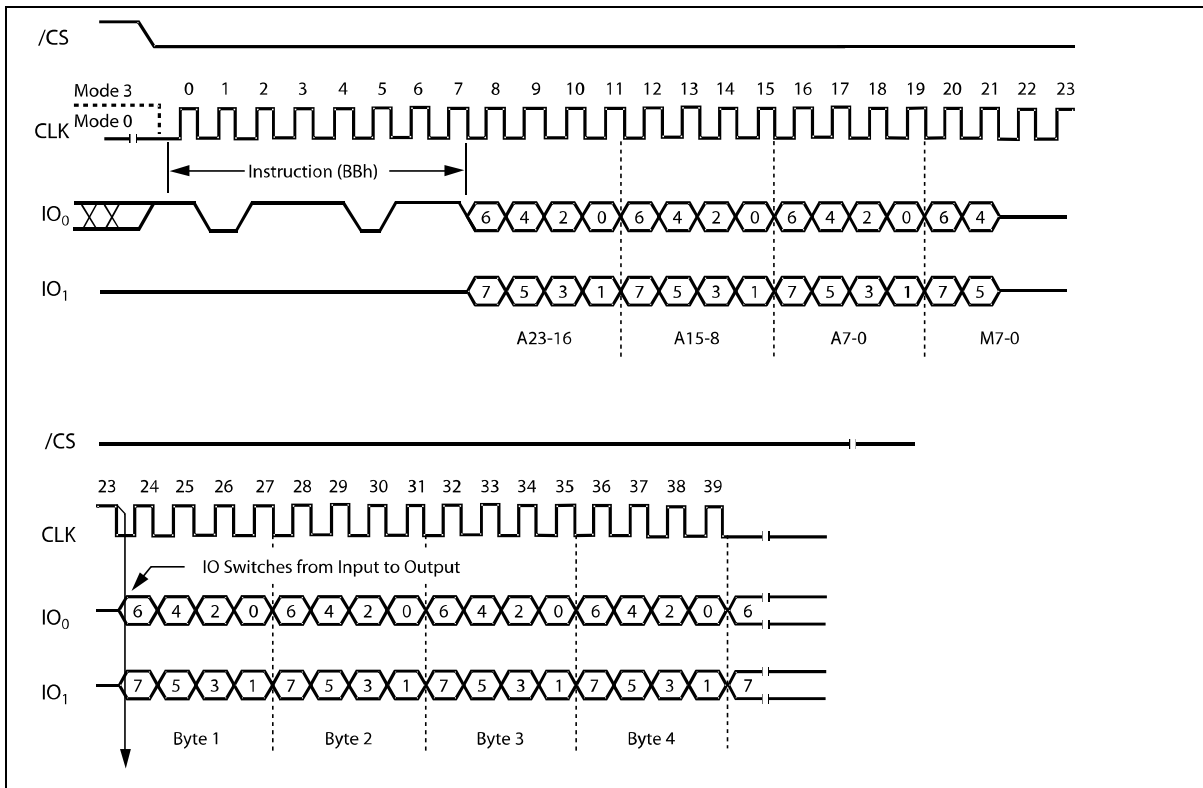 /CS
Mode 3
0 1 2 3 4 5 6 7 8 9 10 11 12 13 14 15 16 17 18 19 20 21 22 23
Mode 0
CLK
Instruction (BBh)
IO0 6 4 2 0 6 4 2 0 6 4 2 0 6 4
IO1 7 5 3 1 7 5 3 1 7 5 3 1 7 5
A23-16 A15-8 A7-0 M7-0
/CS
23 24 25 26 27 28 29 30 31 32 33 34 35 36 37 38 39
CLK
IO Switches from Input to Output
IO0 6 4 2 0 6 4 2 0 6 4 2 0 6 4 2 0 6
IO1 7 5 3 1 7 5 3 1 7 5 3 1 7 5 3 1 7
Byte 1 Byte 2 Byte 3 Byte 4